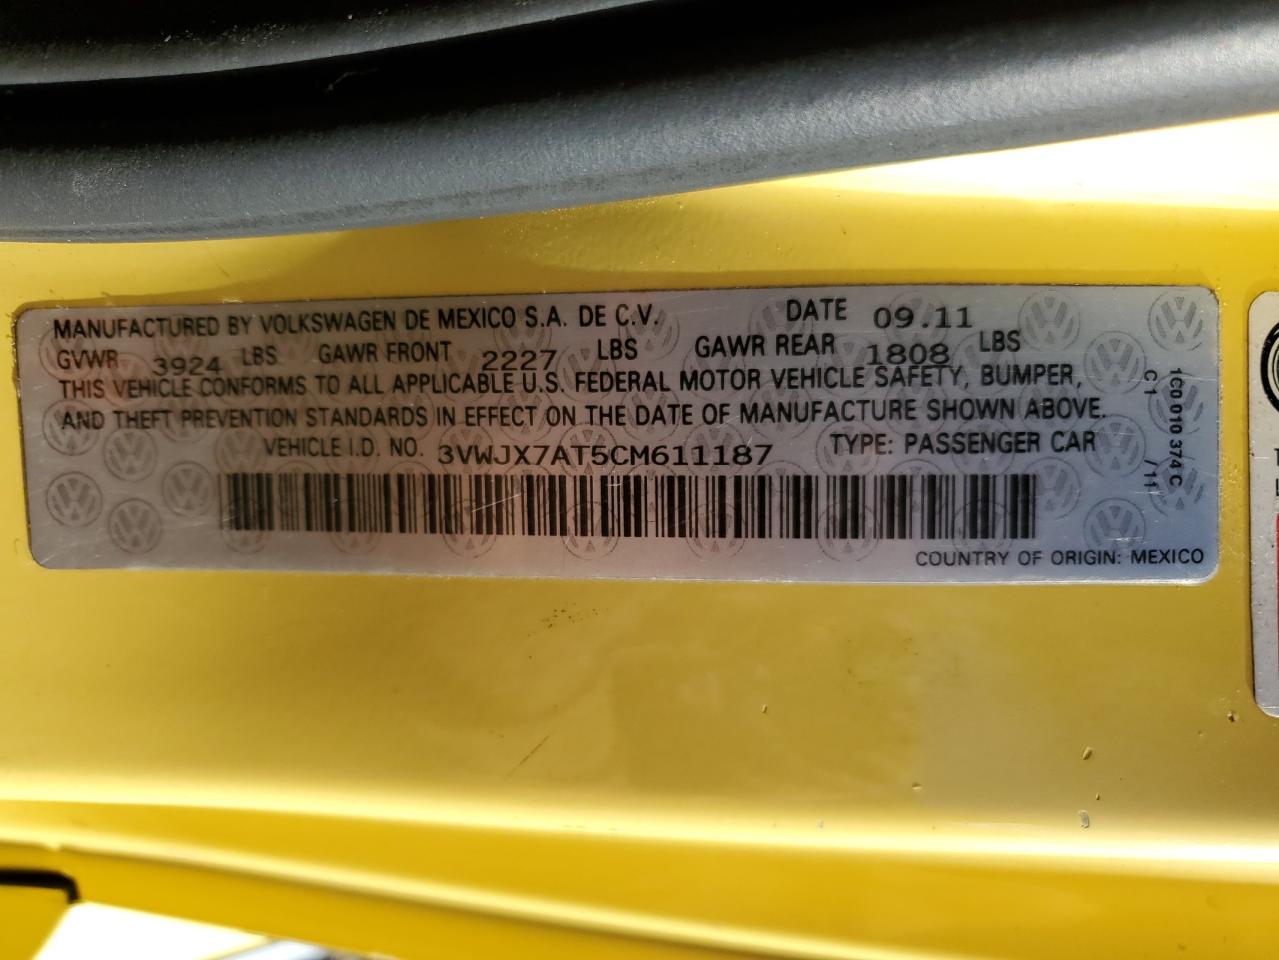 MANUFACTURED BY VOLKSWAGEN DE MEXICO S.A. DE C.V. DATE 09.11
GVWR 3924 LBS GAWR FRONT 2227 LBS GAWR REAR 1808 LBS
THIS VEHICLE CONFORMS TO ALL APPLICABLE U.S. FEDERAL MOTOR VEHICLE SAFETY, BUMPER,
AND THEFT PREVENTION STANDARDS IN EFFECT ON THE DATE OF MANUFACTURE SHOWN ABOVE.
VEHICLE I.D. NO. 3VWJX7AT5CM611187 TYPE: PASSENGER CAR
COUNTRY OF ORIGIN: MEXICO
1C0 010 374 C
C1 /11